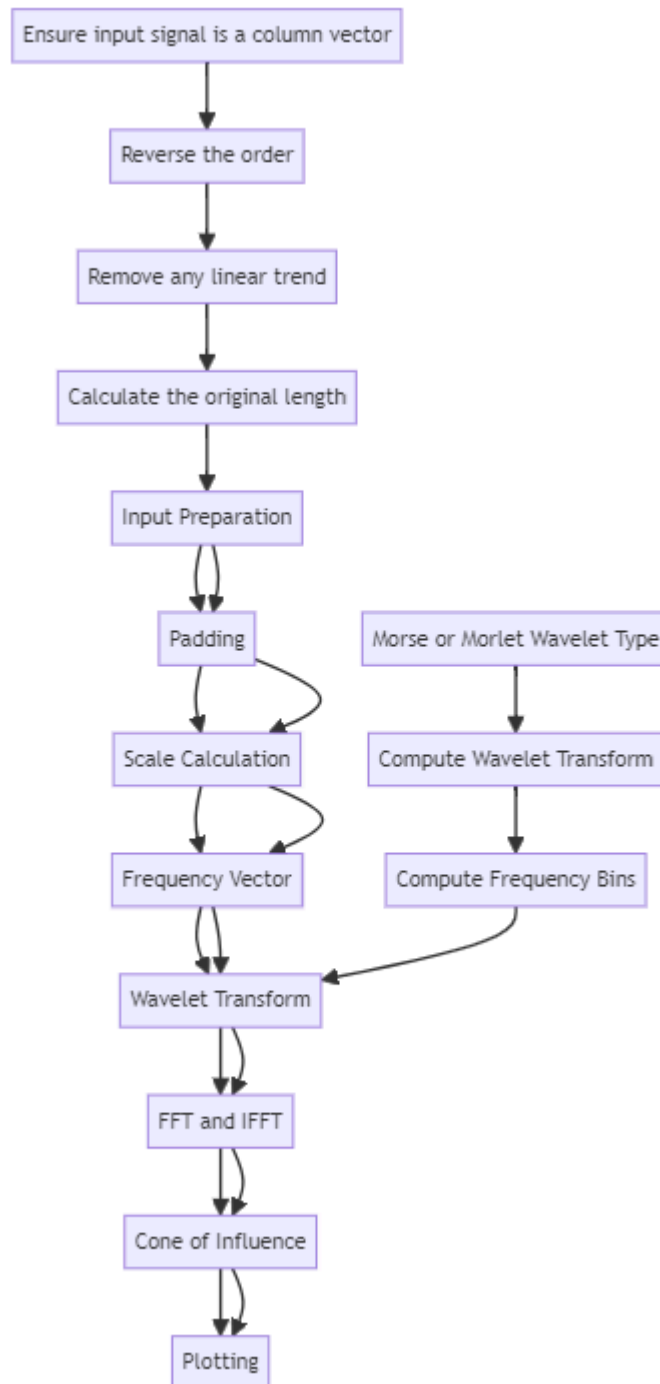 Ensure input signal is a column vector
Reverse the order
Remove any linear trend
Calculate the original length
Input Preparation
Padding
Morse or Morlet Wavelet Type
Scale Calculation
Compute Wavelet Transform
Frequency Vector
Compute Frequency Bins
Wavelet Transform
FFT and IFFT
Cone of Influence
Plotting